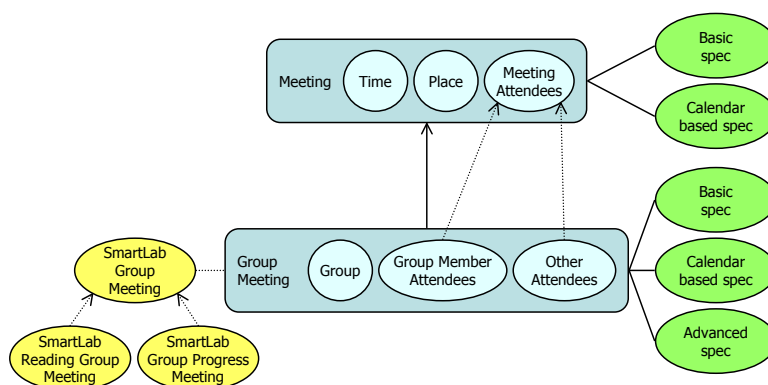 Basic
spec
Meeting
Time
Place
Meeting
Attendees
Calendar
based spec
Basic
spec
SmartLab
Group
Meeting
Group
Meeting
Group
Group Member
Attendees
Other
Attendees
Calendar
based spec
SmartLab
Reading Group
Meeting
SmartLab
Group Progress
Meeting
Advanced
spec